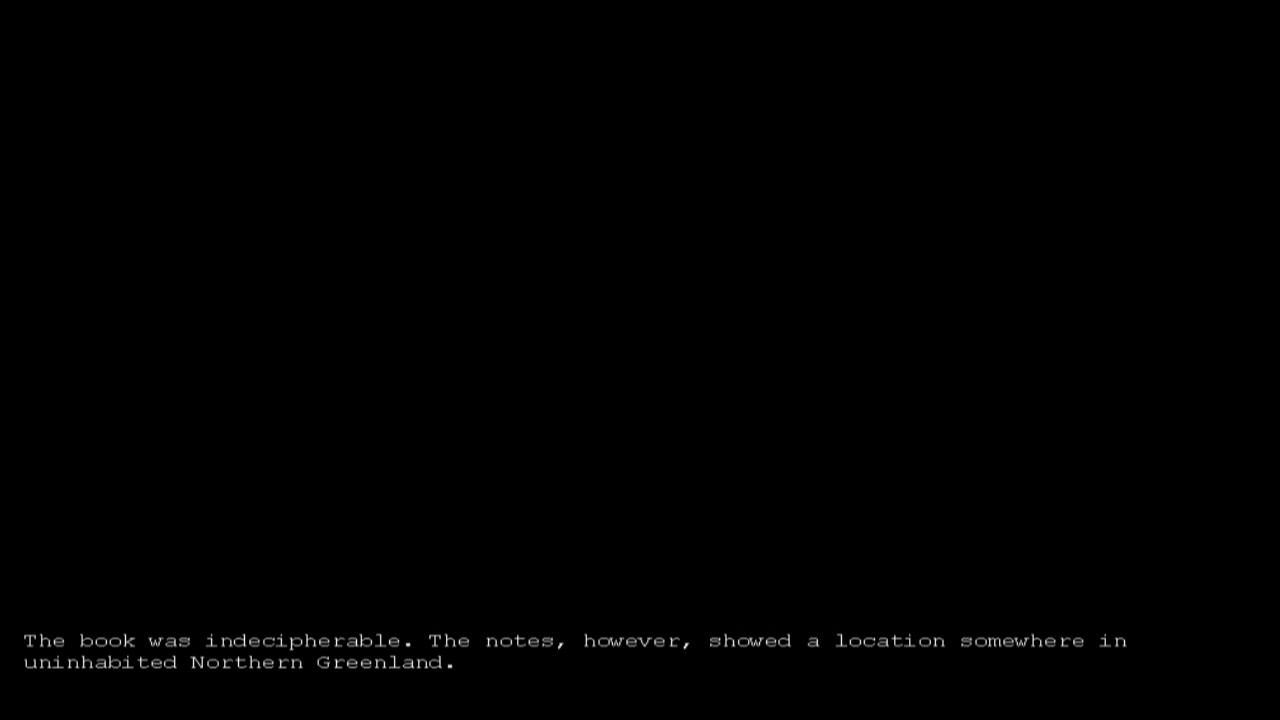 The book was indecipherable. The notes, however, showed a location somewhere in
uninhabited Northern Greenland.